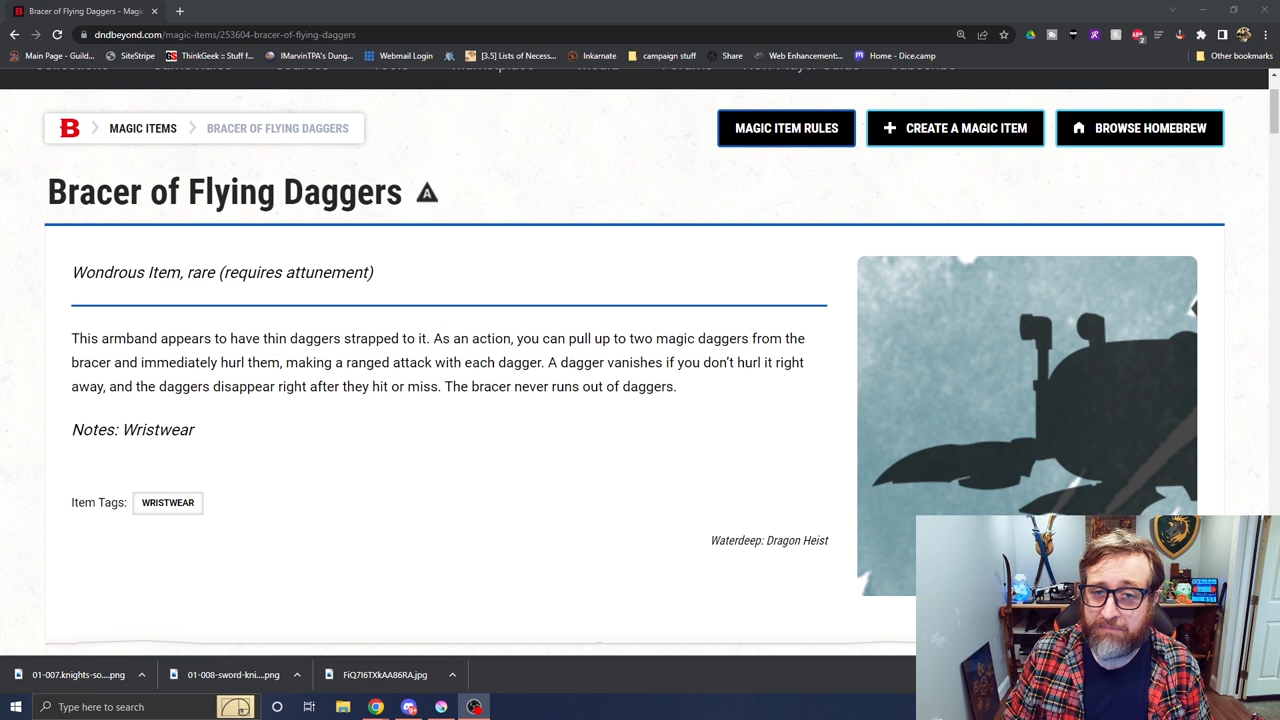 Bracer of Flying Daggers - Magi
dndbeyond.com/magic-items/253604-bracer-of-flying-daggers
Main Page - Guild...
SiteStripe
ThinkGeek :: Stuff f...
IMarvinTPA's Dung...
Webmail Login
[3.5] Lists of Necess...
Inkarnate
campaign stuff
Share
Web Enhancement:...
Home - Dice.camp
Other bookmarks
MAGIC ITEMS
BRACER OF FLYING DAGGERS
MAGIC ITEM RULES
CREATE A MAGIC ITEM
BROWSE HOMEBREW
Bracer of Flying Daggers
A
Wondrous Item, rare (requires attunement)
This armband appears to have thin daggers strapped to it. As an action, you can pull up to two magic daggers from the
bracer and immediately hurl them, making a ranged attack with each dagger. A dagger vanishes if you don't hurl it right
away, and the daggers disappear right after they hit or miss. The bracer never runs out of daggers.
Notes: Wristwear
Item Tags: WRISTWEAR
Waterdeep: Dragon Heist
01-007.knights-so....png
01-008-sword-kni....png
FiQ7I6TXkAA86RA.jpg
Type here to search